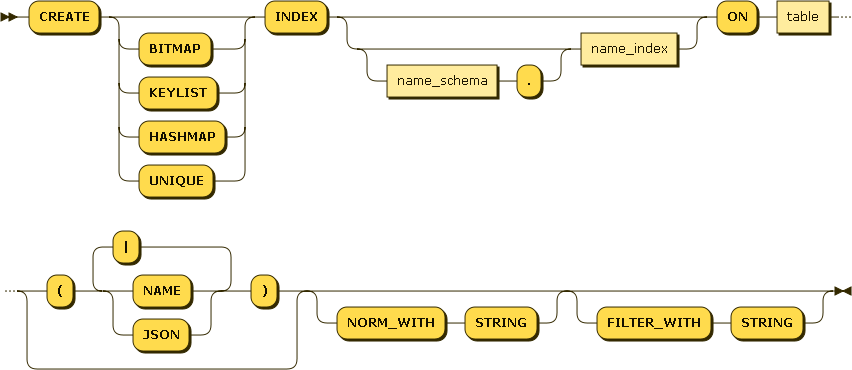 CREATE INDEX ON table
BITMAP name_index
KEYLIST name_schema .
HASHMAP
UNIQUE
|
( NAME )
JSON NORM_WITH STRING FILTER_WITH STRING